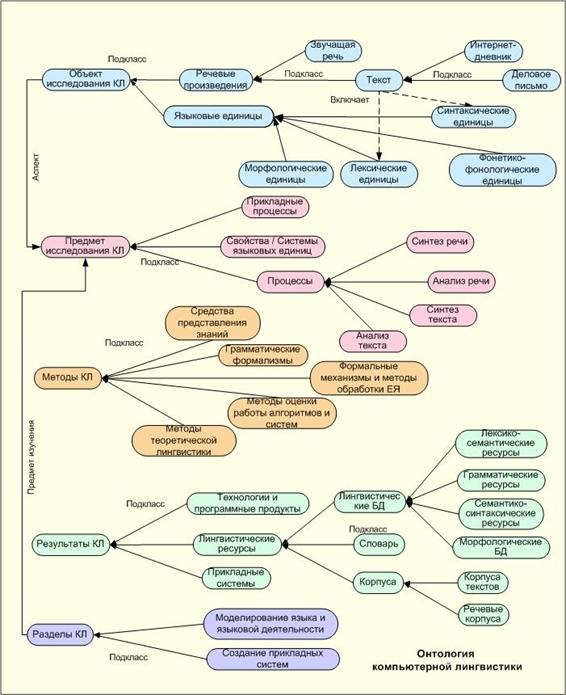 Звучащая
речь
Интернет-
дневник
Подкласс
Объект
исследования КЛ
Речевые
произведения
Подкласс
Текст
Подкласс
Деловое
письмо
Включает
Языковые единицы
Синтаксические
единицы
Аспект
Морфологические
единицы
Лексические
единицы
Фонетико-
фонологические
единицы
Прикладные
процессы
Предмет
исследования КЛ
Свойства / Системы
языковых единиц
Синтез речи
Подкласс
Процессы
Анализ речи
Синтез
текста
Анализ
текста
Средства
представления
знаний
Подкласс
Грамматические
формализмы
Методы КЛ
Формальные
механизмы и методы
обработки ЕЯ
Методы оценки
работы алгоритмов и
систем
Методы
теоретической
лингвистики
Предмет изучения
Лексико-
семантические
ресурсы
Грамматические
ресурсы
Подкласс
Технологии и
программные продукты
Лингвистичес
кие БД
Семантико-
синтаксические
ресурсы
Подкласс
Результаты КЛ
Лингвистические
ресурсы
Словарь
Морфологические
БД
Прикладные
системы
Корпуса
Корпуса
текстов
Речевые
корпуса
Моделирование языка и
языковой деятельности
Разделы КЛ
Подкласс
Создание прикладных
систем
Онтология
компьютерной лингвистики